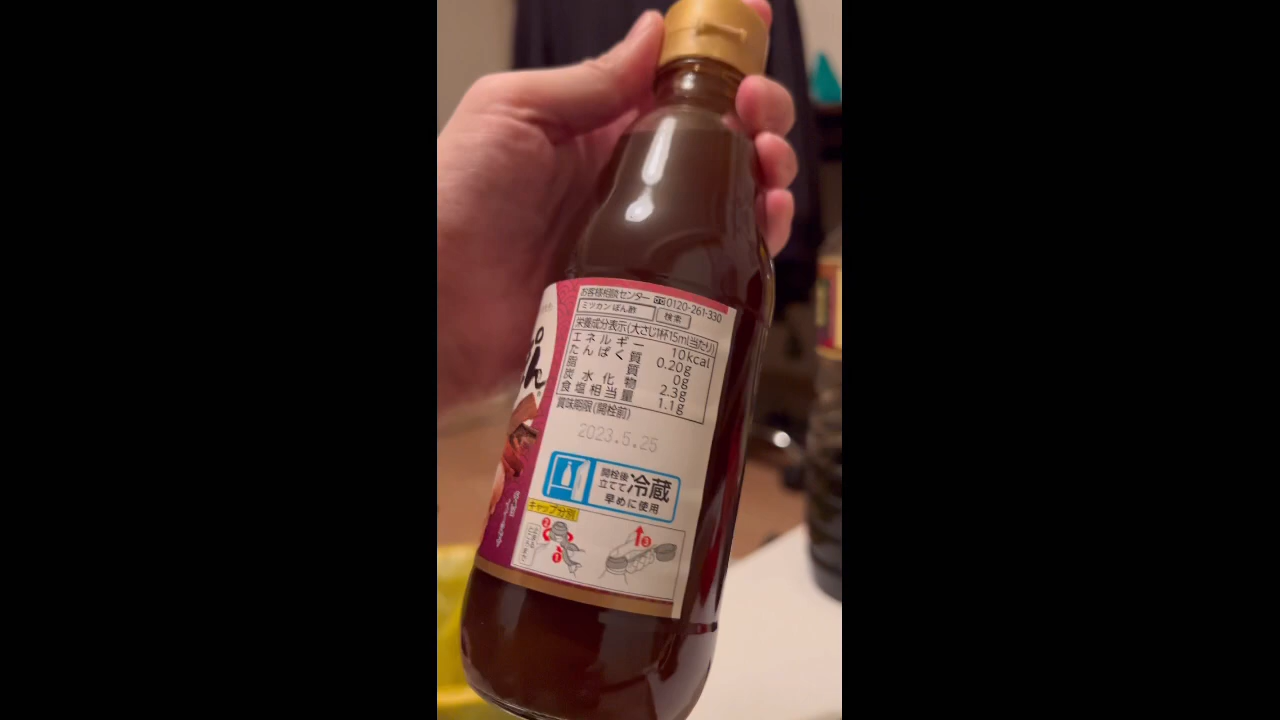 お客様相談センター 0120-261-330
ミツカンぽん酢 検索
栄養成分表示(大さじ1杯15ml当たり)
エネルギー 10kcal
たんぱく質 0.20g
脂質 0g
炭水化物 2.3g
食塩相当量 1.1g
賞味期限(開栓前)
2023.5.25
開栓後
立てて冷蔵
早めに使用
キャップ分別
2
1
3